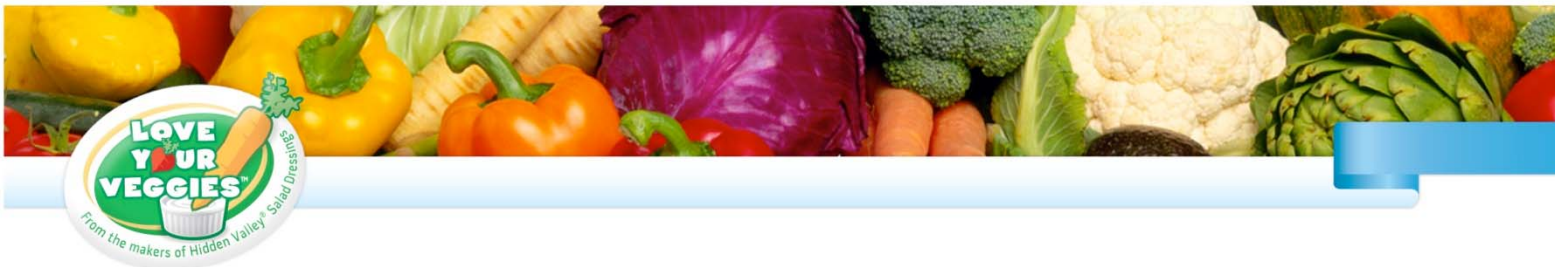 LOVE
YOUR
VEGGIES™
From the makers of Hidden Valley® Salad Dressings